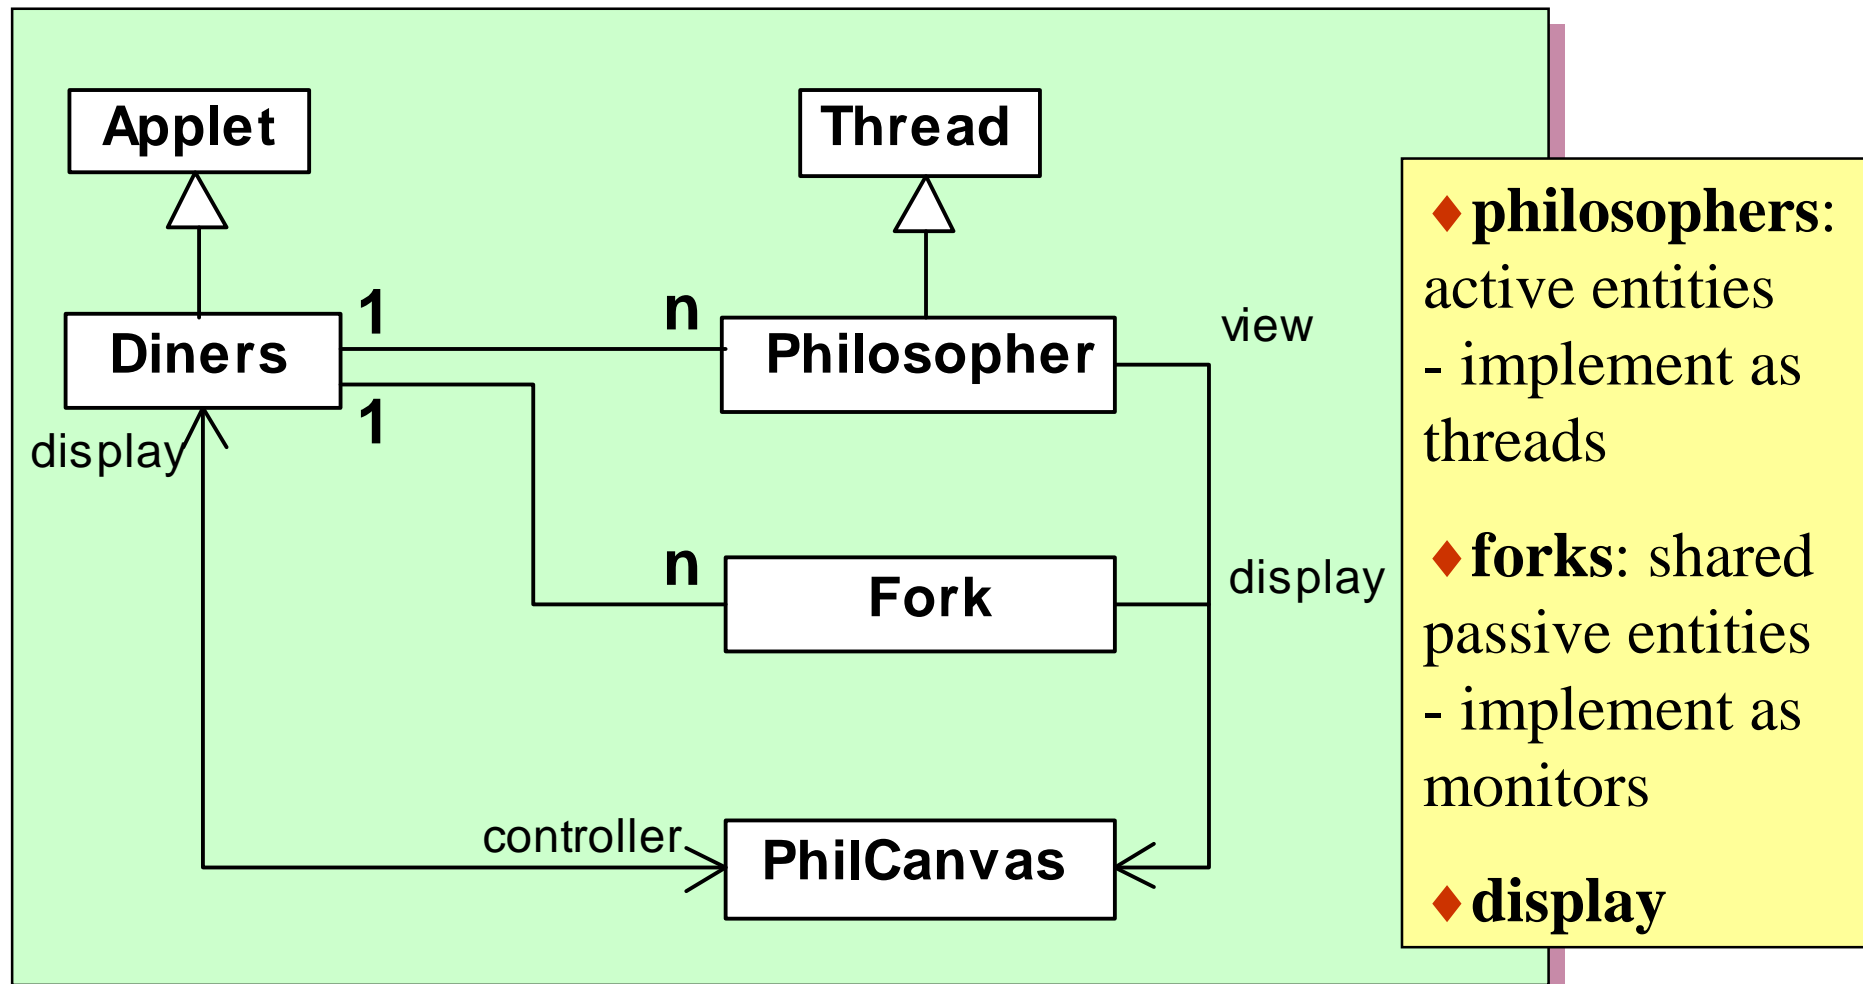 Applet
Thread
1
n
view
Diners
Philosopher
1
display
n
display
Fork
controller
PhilCanvas
♦ philosophers:
active entities
- implement as
threads
♦ forks: shared
passive entities
- implement as
monitors
♦ display